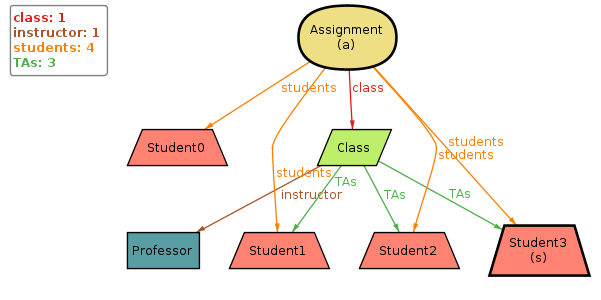 class: 1
instructor: 1
students: 4
TAs: 3
Assignment
(a)
students
class
students
students
Student0
Class
students
TAs
instructor
TAs
TAs
Professor
Student1
Student2
Student3
(s)